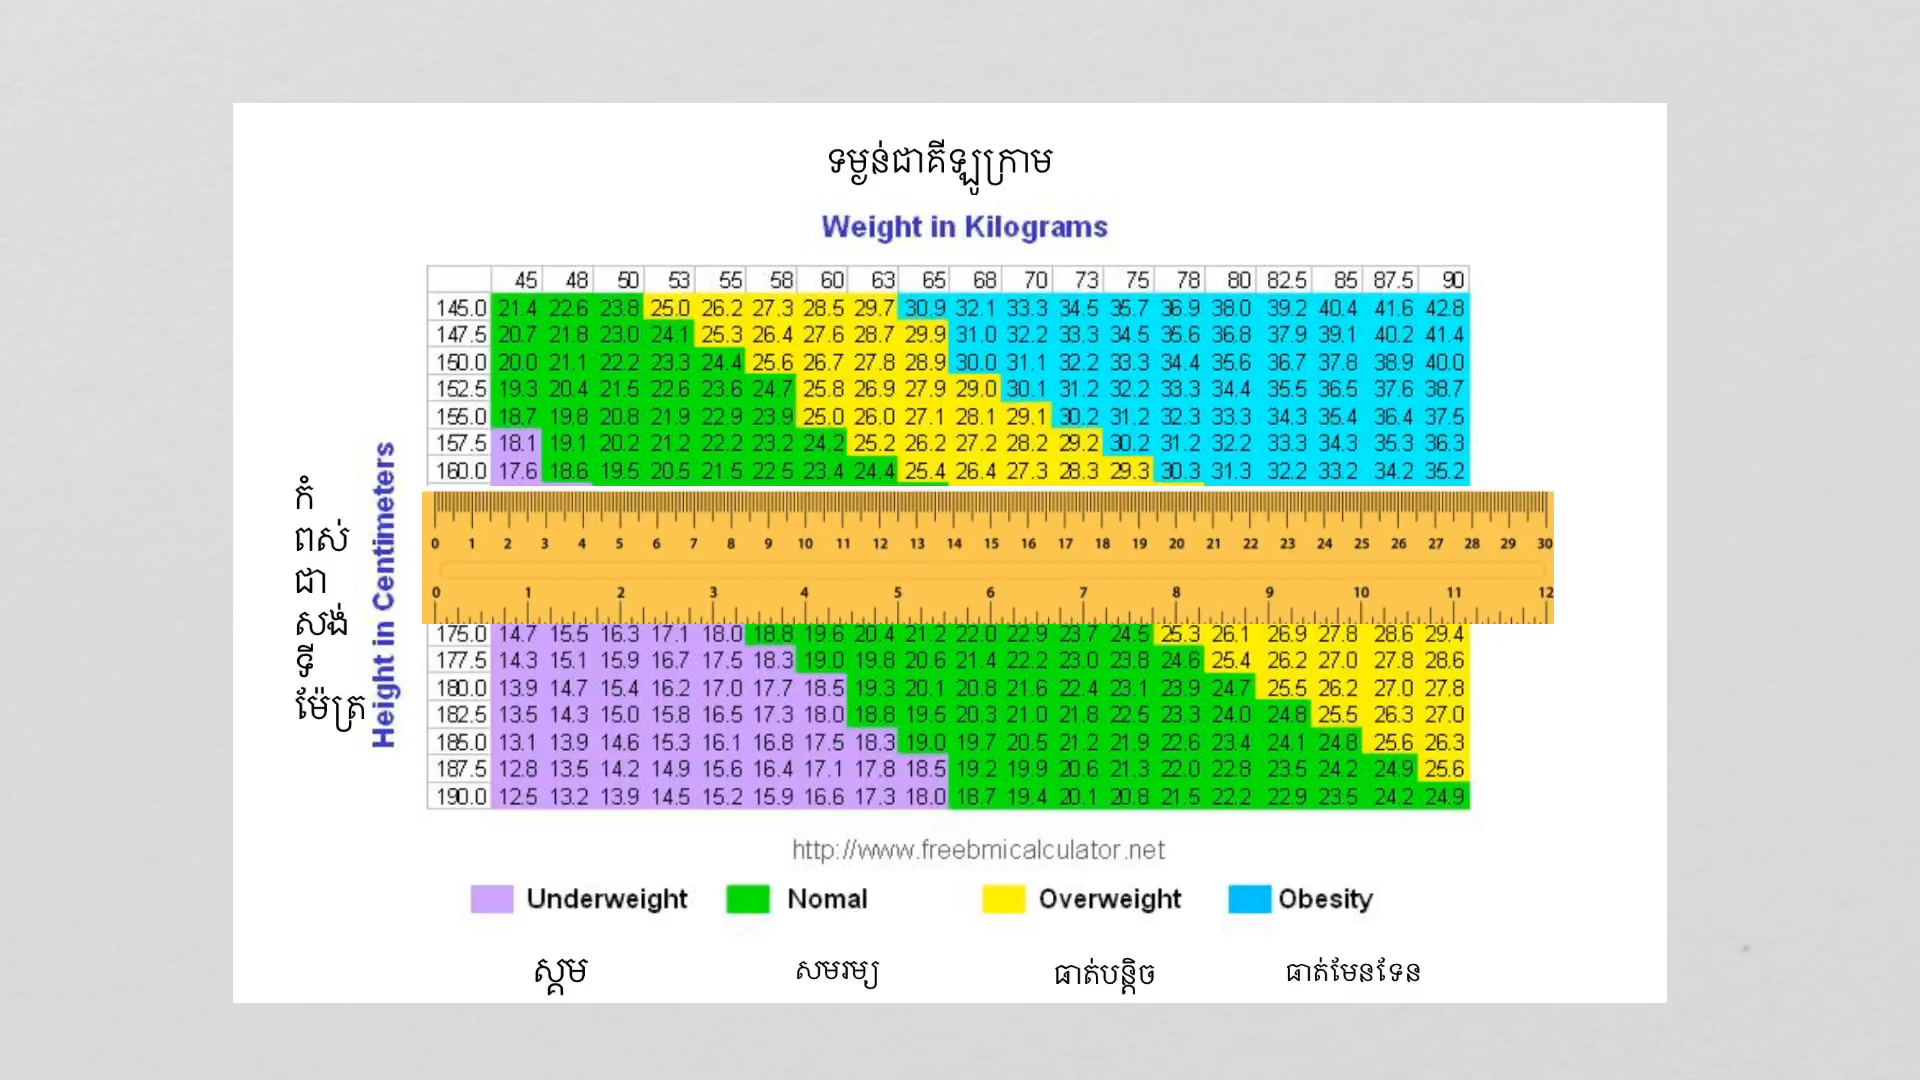 ទម្ងន់ជាគីឡូក្រាម
Weight in Kilograms
45 48 50 53 55 58 60 63 65 68 70 73 75 78 80 82.5 85 87.5 90
145.0 21.4 22.6 23.8 25.0 26.2 27.3 28.5 29.7 30.9 32.1 33.3 34.5 35.7 36.9 38.0 39.2 40.4 41.6 42.8
147.5 20.7 21.8 23.0 24.1 25.3 26.4 27.6 28.7 29.9 31.0 32.2 33.3 34.5 35.6 36.8 37.9 39.1 40.2 41.4
150.0 20.0 21.1 22.2 23.3 24.4 25.6 26.7 27.8 28.9 30.0 31.1 32.2 33.3 34.4 35.6 36.7 37.8 38.9 40.0
152.5 19.3 20.4 21.5 22.6 23.6 24.7 25.8 26.9 27.9 29.0 30.1 31.2 32.2 33.3 34.4 35.5 36.5 37.6 38.7
155.0 18.7 19.8 20.8 21.9 22.9 23.9 25.0 26.0 27.1 28.1 29.1 30.2 31.2 32.3 33.3 34.3 35.4 36.4 37.5
157.5 18.1 19.1 20.2 21.2 22.2 23.2 24.2 25.2 26.2 27.2 28.2 29.2 30.2 31.2 32.2 33.3 34.3 35.3 36.3
160.0 17.6 18.6 19.5 20.5 21.5 22.5 23.4 24.4 25.4 26.4 27.3 28.3 29.3 30.3 31.3 32.2 33.2 34.2 35.2
កំ
ពស់
ជា
សង់
ទី
ម៉ែត្រ
Height in Centimeters
0 1 2 3 4 5 6 7 8 9 10 11 12 13 14 15 16 17 18 19 20 21 22 23 24 25 26 27 28 29 30
0 1 2 3 4 5 6 7 8 9 10 11 12
175.0 14.7 15.5 16.3 17.1 18.0 18.8 19.6 20.4 21.2 22.0 22.9 23.7 24.5 25.3 26.1 26.9 27.8 28.6 29.4
177.5 14.3 15.1 15.9 16.7 17.5 18.3 19.0 19.8 20.6 21.4 22.2 23.0 23.8 24.6 25.4 26.2 27.0 27.8 28.6
180.0 13.9 14.7 15.4 16.2 17.0 17.7 18.5 19.3 20.1 20.8 21.6 22.4 23.1 23.9 24.7 25.5 26.2 27.0 27.8
182.5 13.5 14.3 15.0 15.8 16.5 17.3 18.0 18.8 19.5 20.3 21.0 21.8 22.5 23.3 24.0 24.8 25.5 26.3 27.0
185.0 13.1 13.9 14.6 15.3 16.1 16.8 17.5 18.3 19.0 19.7 20.5 21.2 21.9 22.6 23.4 24.1 24.8 25.6 26.3
187.5 12.8 13.5 14.2 14.9 15.6 16.4 17.1 17.8 18.5 19.2 19.9 20.6 21.3 22.0 22.8 23.5 24.2 24.9 25.6
190.0 12.5 13.2 13.9 14.5 15.2 15.9 16.6 17.3 18.0 18.7 19.4 20.1 20.8 21.5 22.2 22.9 23.5 24.2 24.9
http://www.freebmicalculator.net
Underweight Nomal Overweight Obesity
ស្គម សមរម្យ ធាត់បន្តិច ធាត់មែនទែន